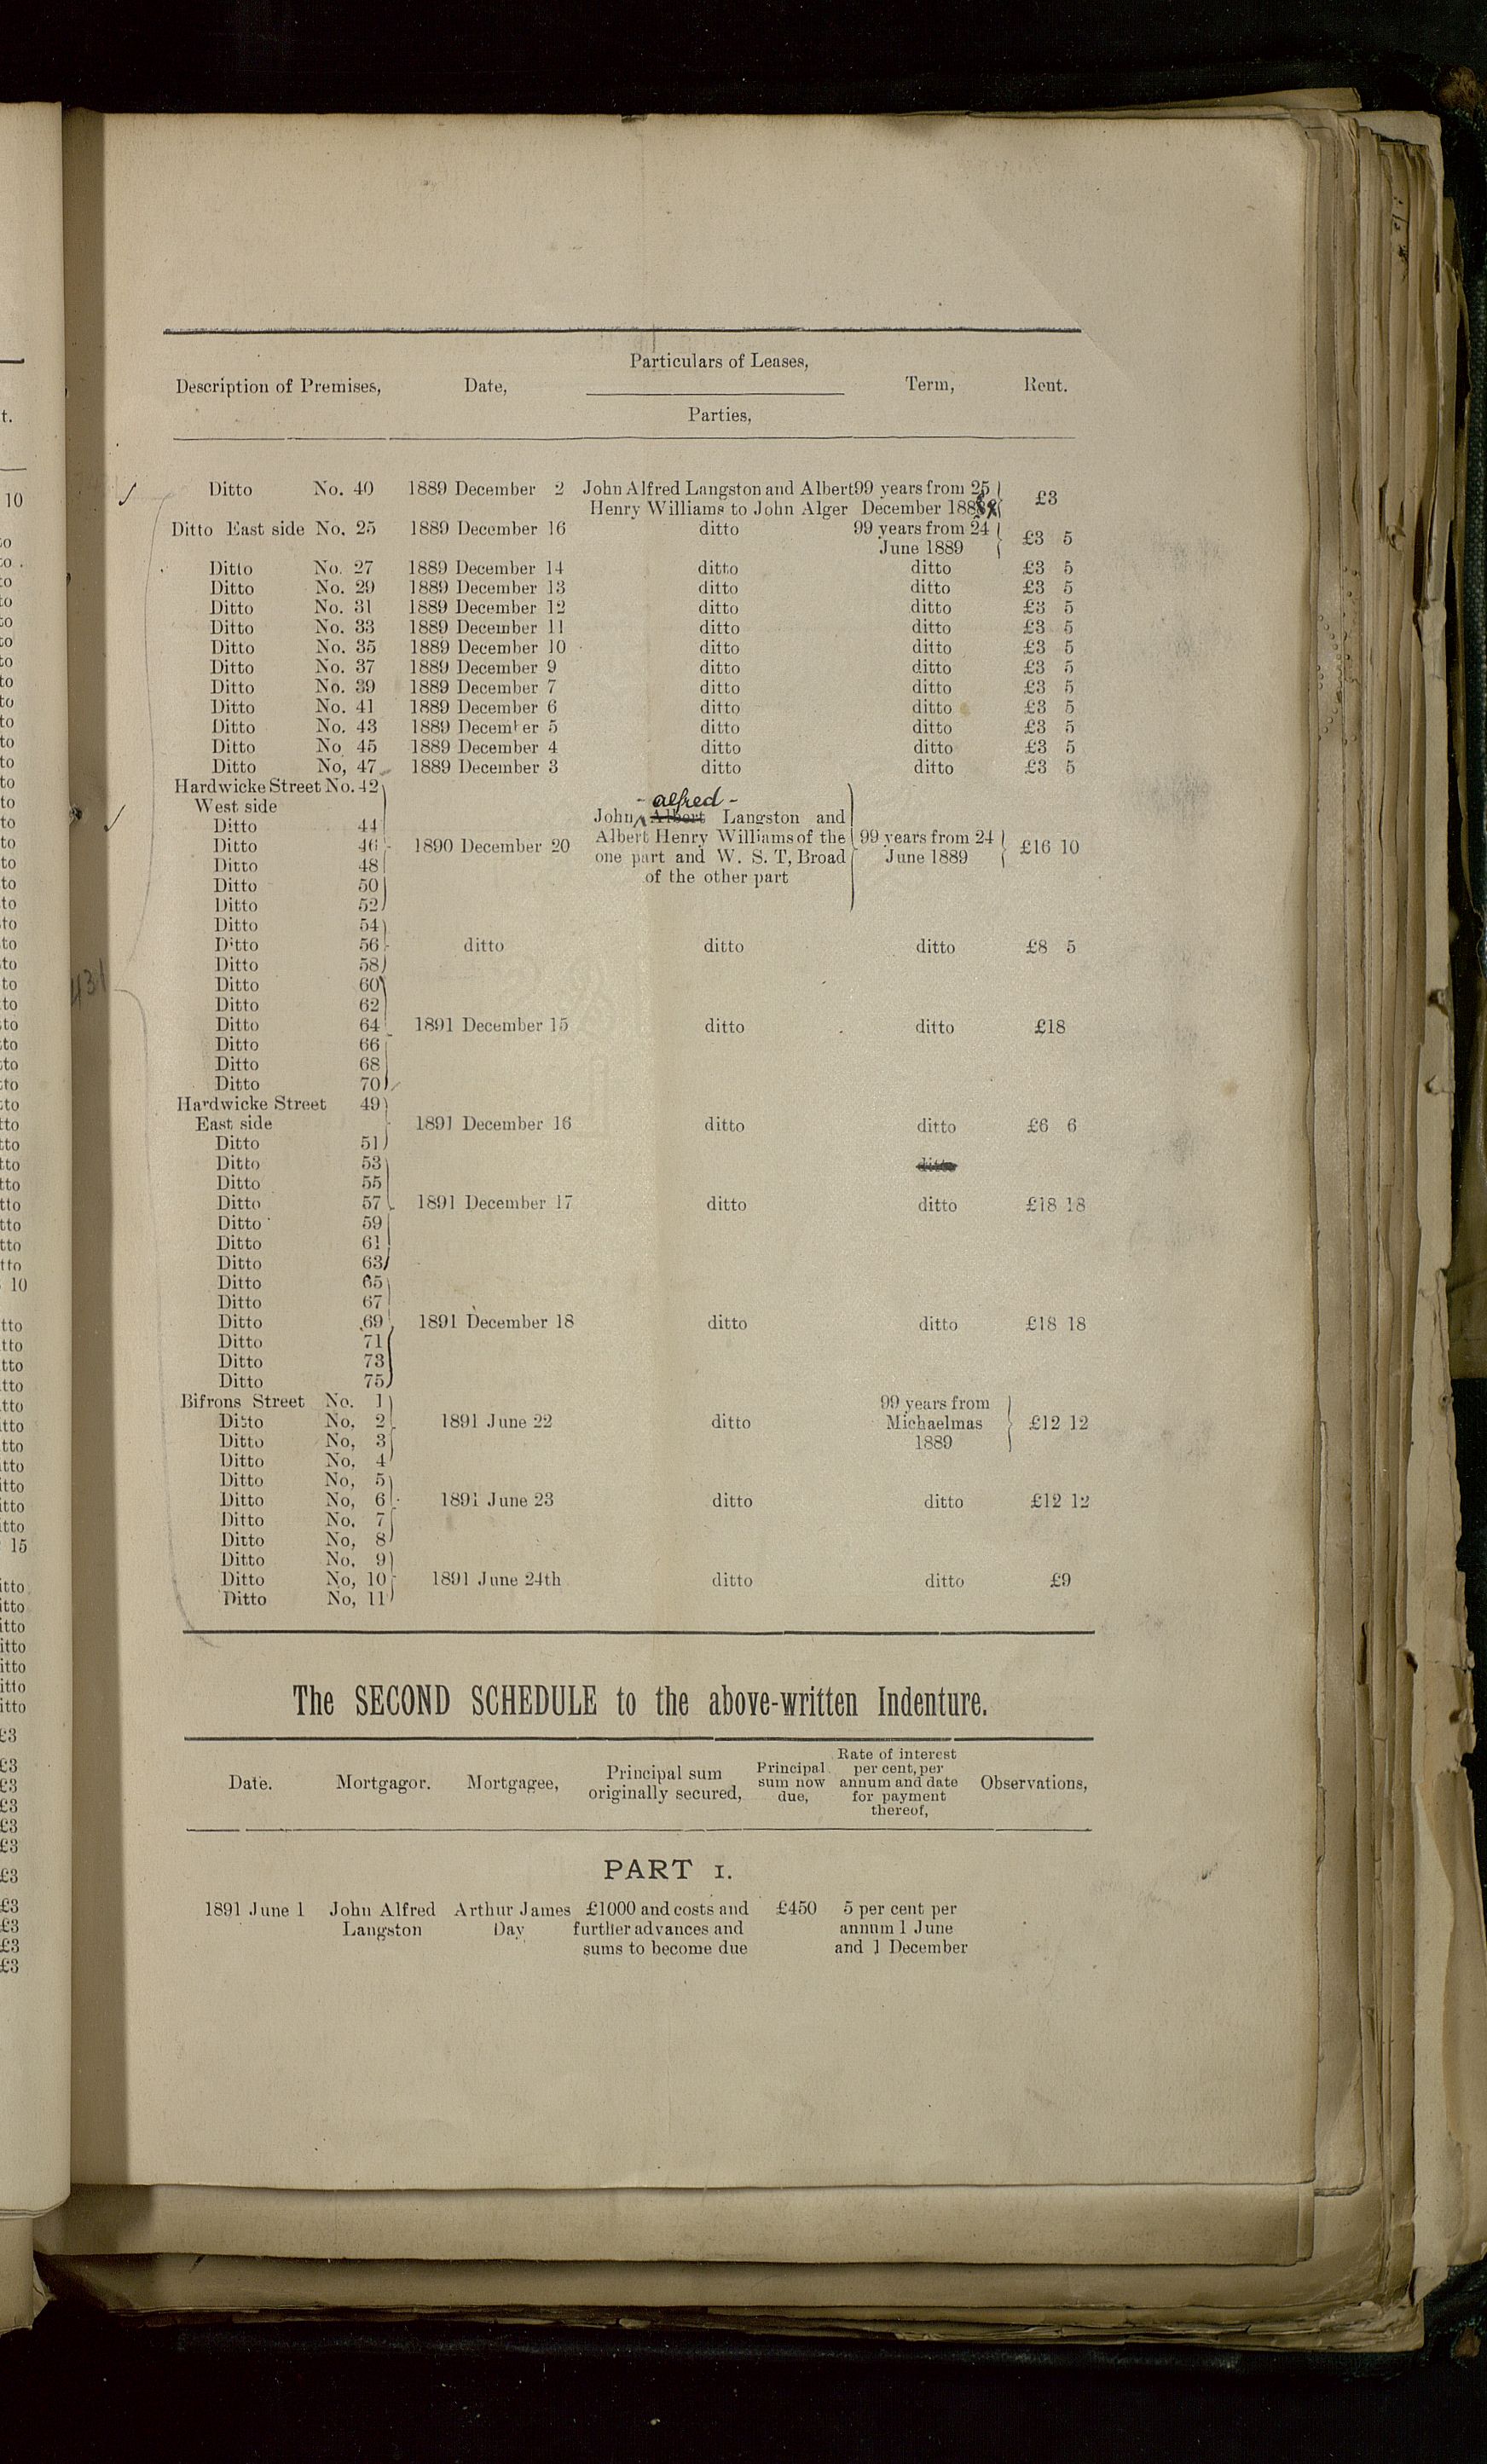 Particulars of Leases,
Description of Premises, Date, Term, Rent.
Parties,
Ditto No. 40 1889 December 2 John Alfred Langston and Albert 99 years from 25
Henry Williams to John Alger December £3
Ditto East side No. 25 1889 December 16 ditto 99 years from 24
June 1889 £3 5
Ditto No. 27 1889 December 14 ditto ditto £3 5
Ditto No. 29 1889 December 13 ditto ditto £3 5
Ditto No. 31 1889 December 12 ditto ditto £3 5
Ditto No. 33 1889 December 11 ditto ditto £3 5
Ditto No. 35 1889 December 10 ditto ditto £3 5
Ditto No. 37 1889 December 9 ditto ditto £3 5
Ditto No. 39 1889 December 7 ditto ditto £3 5
Ditto No. 41 1889 December 6 ditto ditto £3 5
Ditto No. 43 1889 December 5 ditto ditto £3 5
Ditto No 45 1889 December 4 ditto ditto £3 5
Ditto No, 47 1889 December 3 ditto ditto £3 5
Hardwicke Street No. 42
West side - alfred -
Ditto 44 John Albert Langston and
Ditto 46 1890 December 20 Albert Henry Williams of the 99 years from 24 £16 10
Ditto 48 one part and W. S. T, Broad June 1889
Ditto 50 of the other part
Ditto 52
Ditto 54
Ditto 56 ditto ditto ditto £8 5
Ditto 58
Ditto 60
Ditto 62
Ditto 64 1891 December 15 ditto ditto £18
Ditto 66
Ditto 68
Ditto 70
Hardwicke Street 49
East side 1891 December 16 ditto ditto £6 6
Ditto 51
Ditto 53 ditto
Ditto 55
Ditto 57 1891 December 17 ditto ditto £18 18
Ditto 59
Ditto 61
Ditto 63
Ditto 65
Ditto 67
Ditto 69 1891 December 18 ditto ditto £18 18
Ditto 71
Ditto 73
Ditto 75
Bifrons Street No. 1 99 years from
Ditto No, 2 1891 June 22 ditto Michaelmas £12 12
Ditto No, 3 1889
Ditto No, 4
Ditto No, 5
Ditto No, 6 1891 June 23 ditto ditto £12 12
Ditto No. 7
Ditto No, 8
Ditto No. 9
Ditto No, 10 1891 June 24th ditto ditto £9
Ditto No, 11
431
The SECOND SCHEDULE to the above-written Indenture.
Date. Mortgagor. Mortgagee, Principal sum originally secured, Principal sum now due, Rate of interest per cent, per annum and date for payment thereof, Observations,
PART I.
1891 June 1 John Alfred Arthur James £1000 and costs and £450 5 per cent per
Langston Day further advances and annnm 1 June
sums to become due and 1 December